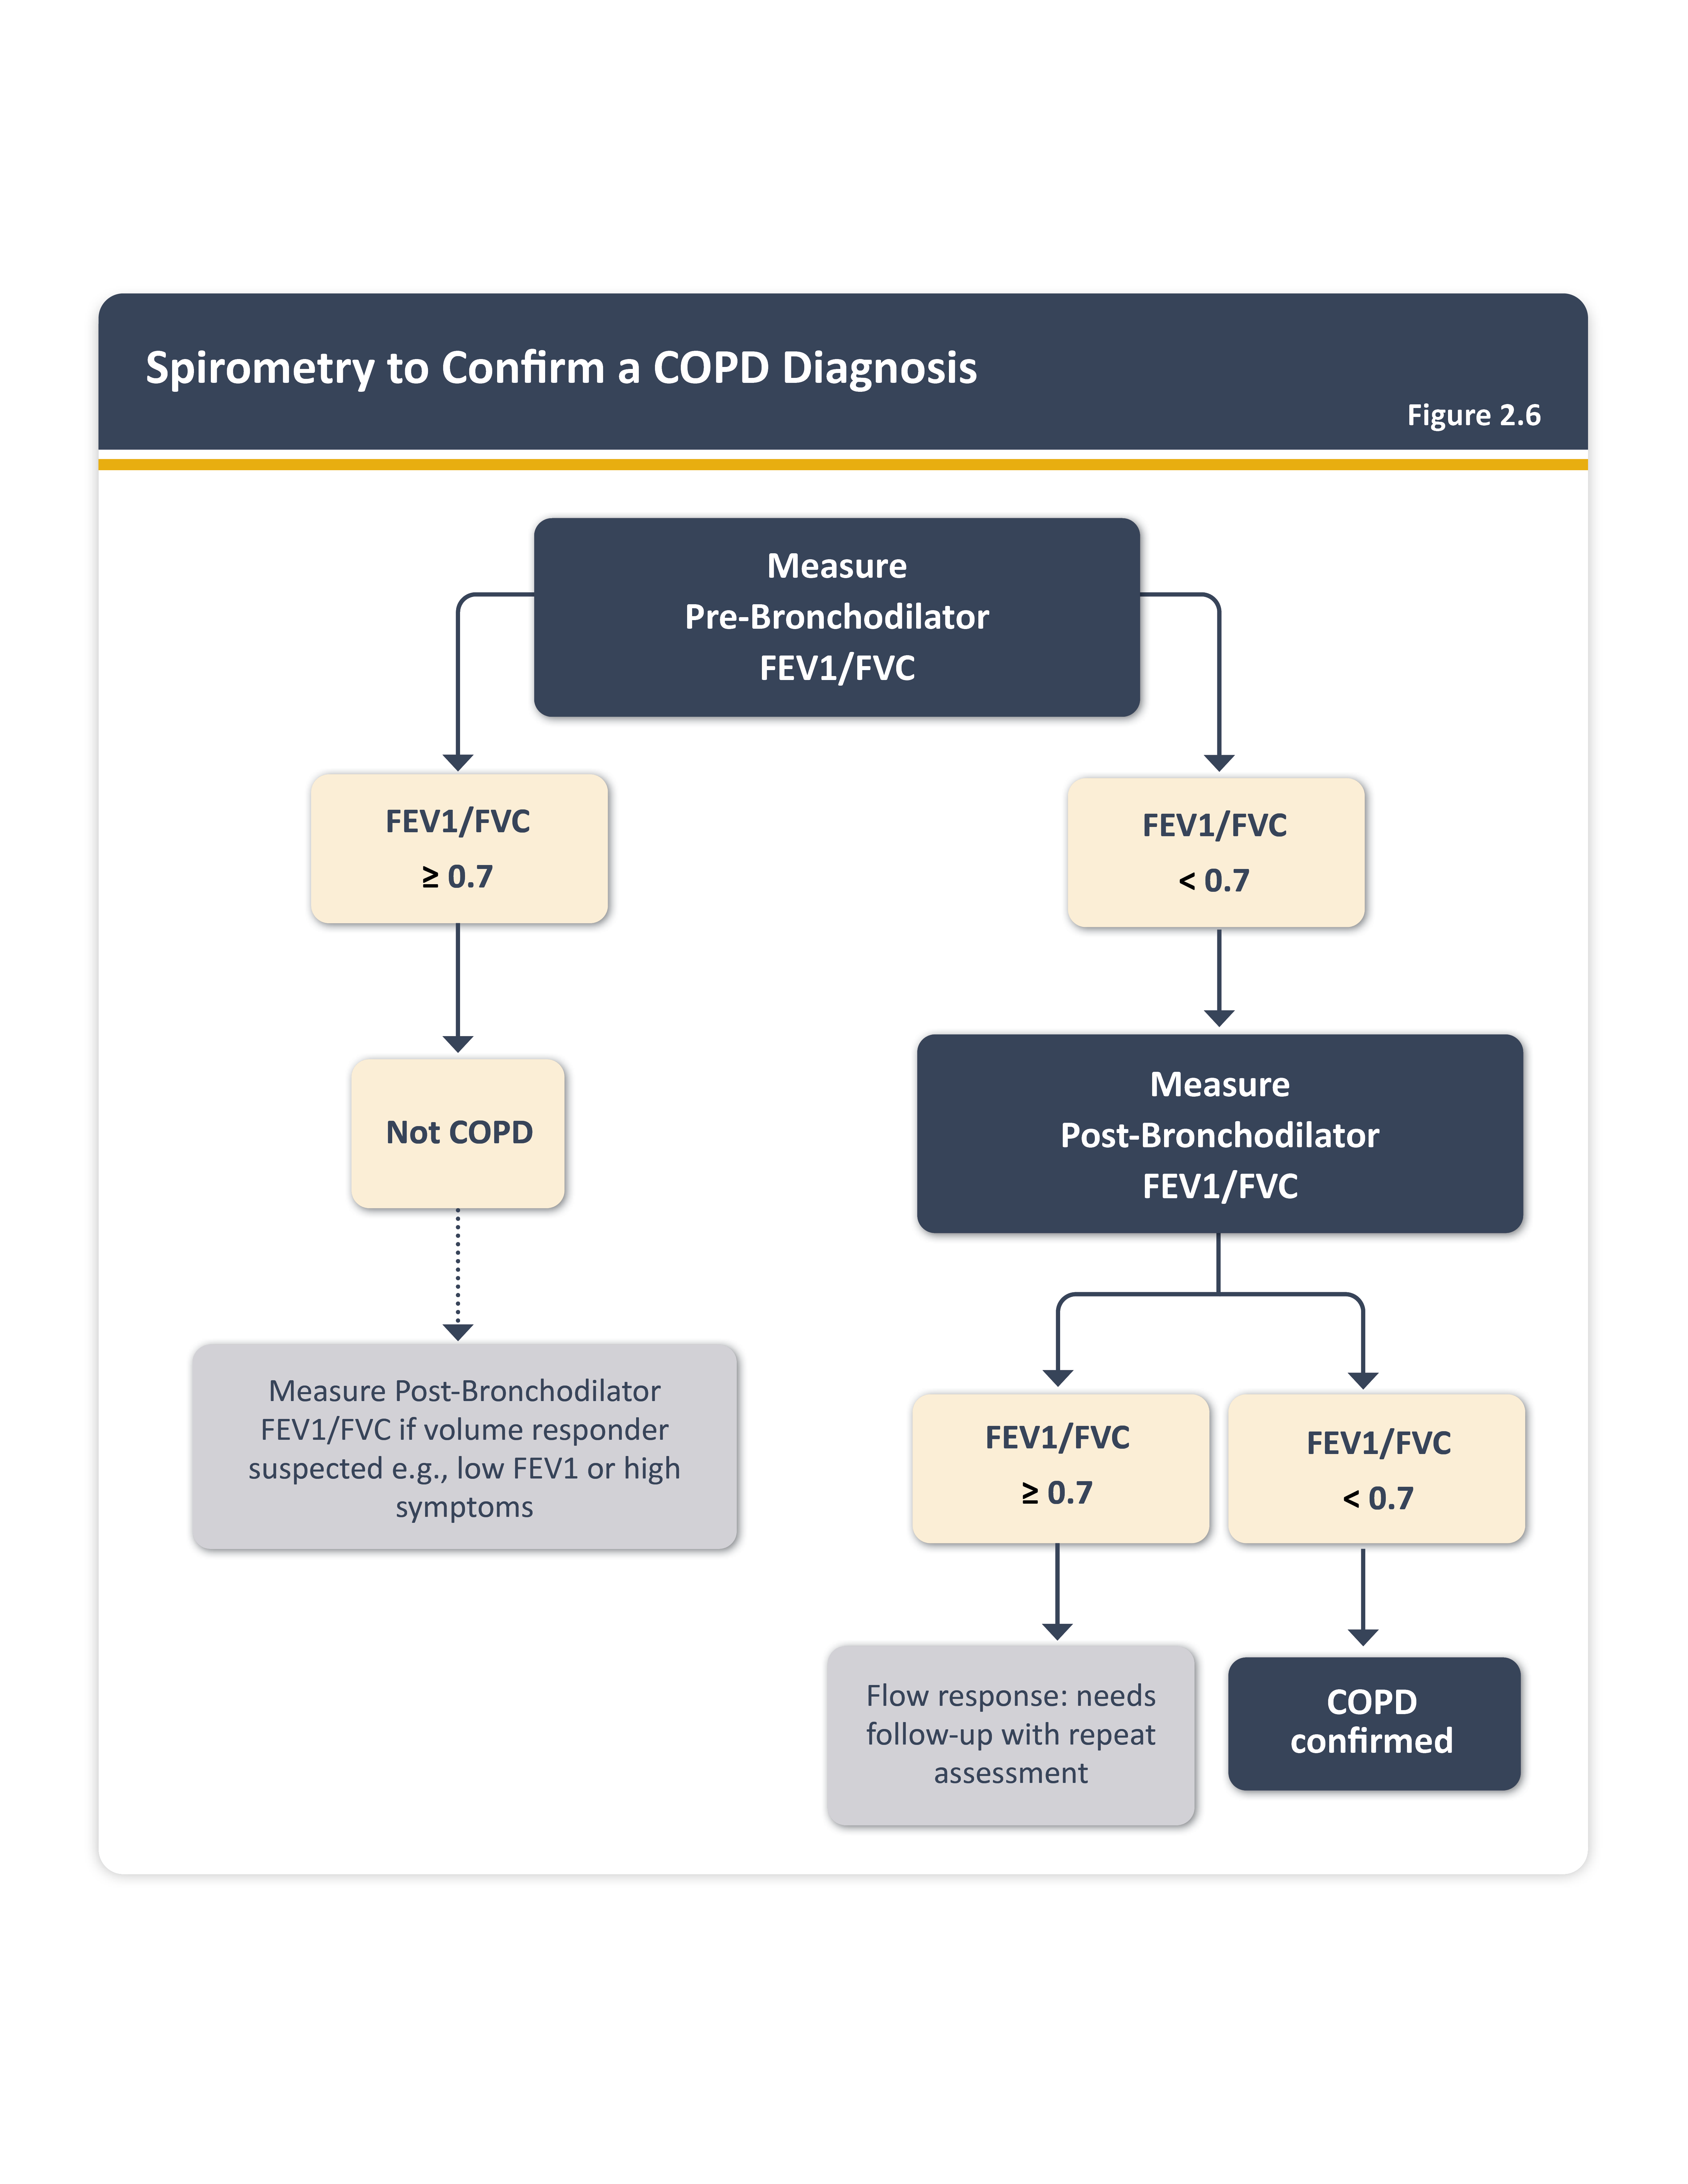 Spirometry to Confirm a COPD Diagnosis
Figure 2.6
Measure
Pre-Bronchodilator
FEV1/FVC
FEV1/FVC
≥ 0.7
FEV1/FVC
< 0.7
Not COPD
Measure
Post-Bronchodilator
FEV1/FVC
Measure Post-Bronchodilator
FEV1/FVC if volume responder
suspected e.g., low FEV1 or high
symptoms
FEV1/FVC
≥ 0.7
FEV1/FVC
< 0.7
Flow response: needs
follow-up with repeat
assessment
COPD
confirmed